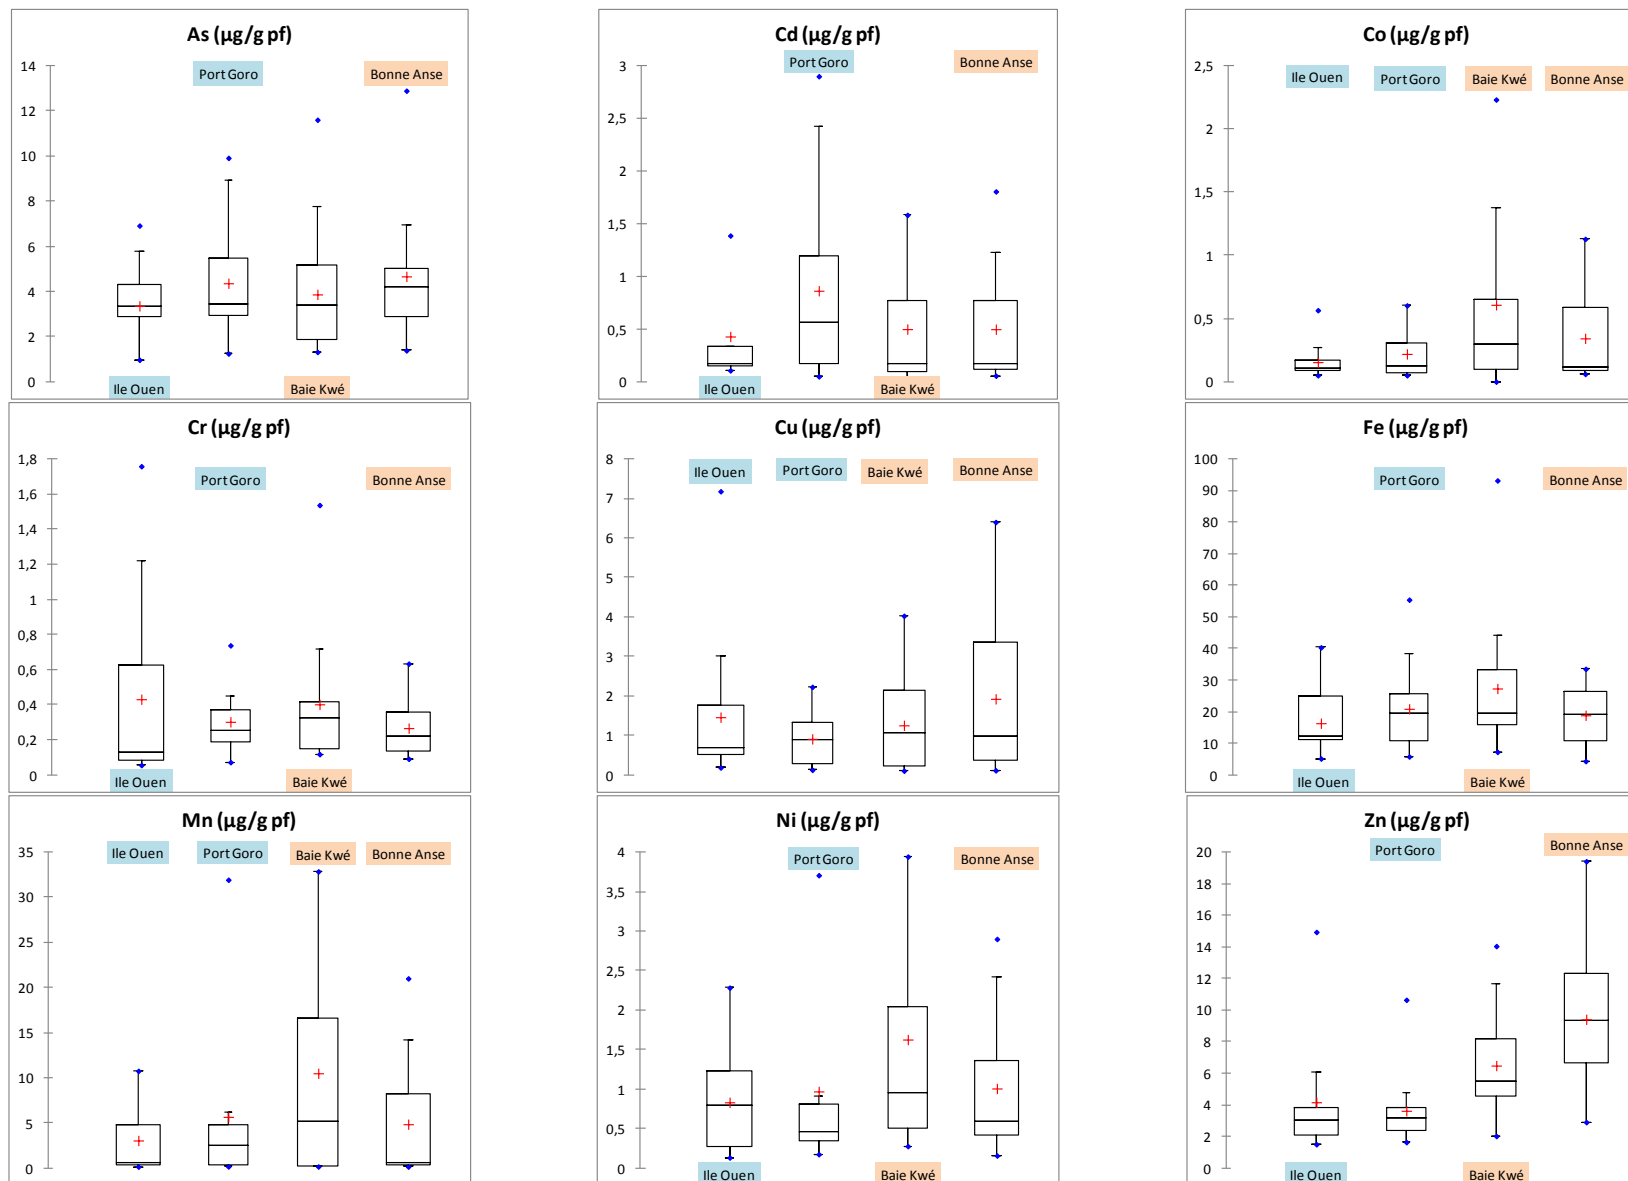 As (µg/g pf)
14
12
10
8
6
4
2
0
Port Goro
Bonne Anse
Ile Ouen
Baie Kwé
Cd (µg/g pf)
3
2,5
2
1,5
1
0,5
0
Port Goro
Bonne Anse
Ile Ouen
Baie Kwé
Co (µg/g pf)
2,5
2
1,5
1
0,5
0
Ile Ouen
Port Goro
Baie Kwé
Bonne Anse
Cr (µg/g pf)
1,8
1,6
1,4
1,2
1
0,8
0,6
0,4
0,2
0
Port Goro
Bonne Anse
Ile Ouen
Baie Kwé
Cu (µg/g pf)
8
7
6
5
4
3
2
1
0
Ile Ouen
Port Goro
Baie Kwé
Bonne Anse
Fe (µg/g pf)
100
90
80
70
60
50
40
30
20
10
0
Port Goro
Bonne Anse
Ile Ouen
Baie Kwé
Mn (µg/g pf)
35
30
25
20
15
10
5
0
Ile Ouen
Port Goro
Baie Kwé
Bonne Anse
Ni (µg/g pf)
4
3,5
3
2,5
2
1,5
1
0,5
0
Port Goro
Bonne Anse
Ile Ouen
Baie Kwé
Zn (µg/g pf)
20
18
16
14
12
10
8
6
4
2
0
Port Goro
Bonne Anse
Ile Ouen
Baie Kwé